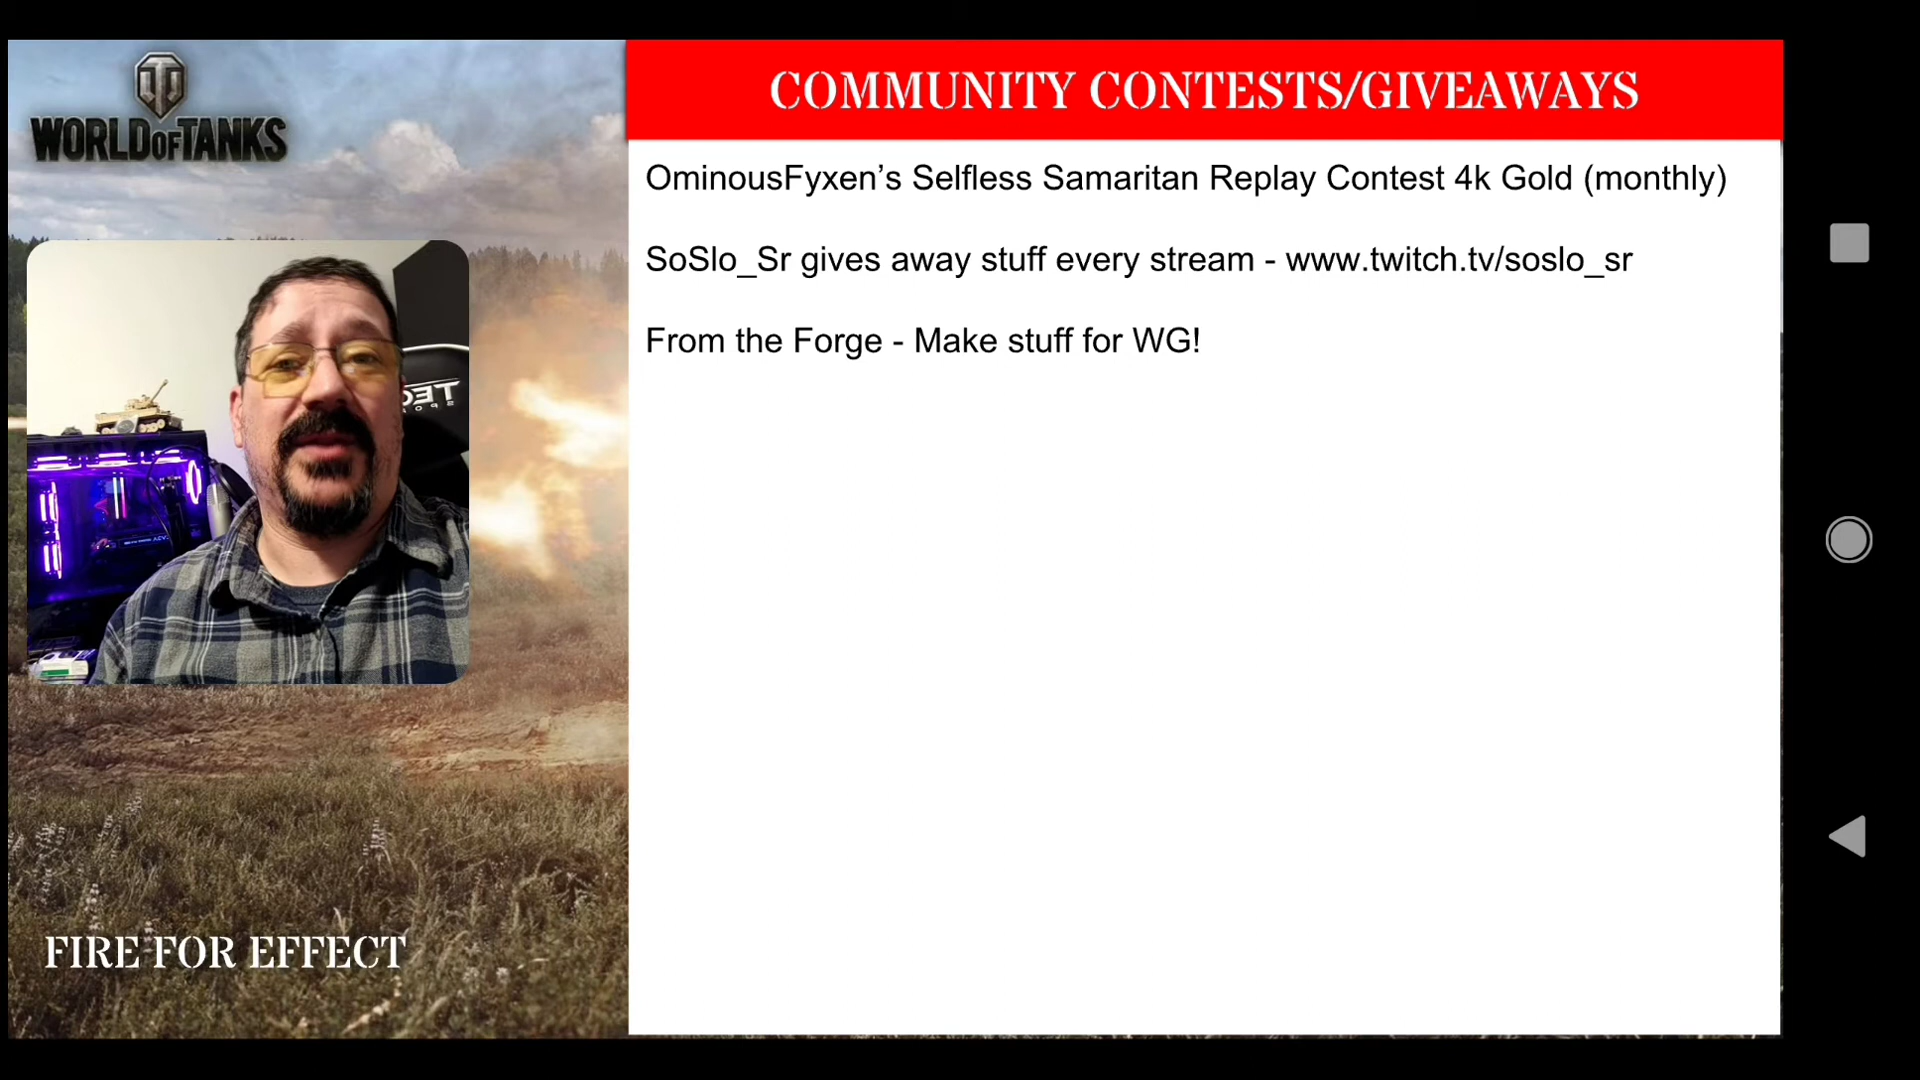 WORLD OF TANKS
COMMUNITY CONTESTS/GIVEAWAYS
OminousFyxen’s Selfless Samaritan Replay Contest 4k Gold (monthly)
SoSlo_Sr gives away stuff every stream - www.twitch.tv/soslo_sr
From the Forge - Make stuff for WG!
FIRE FOR EFFECT